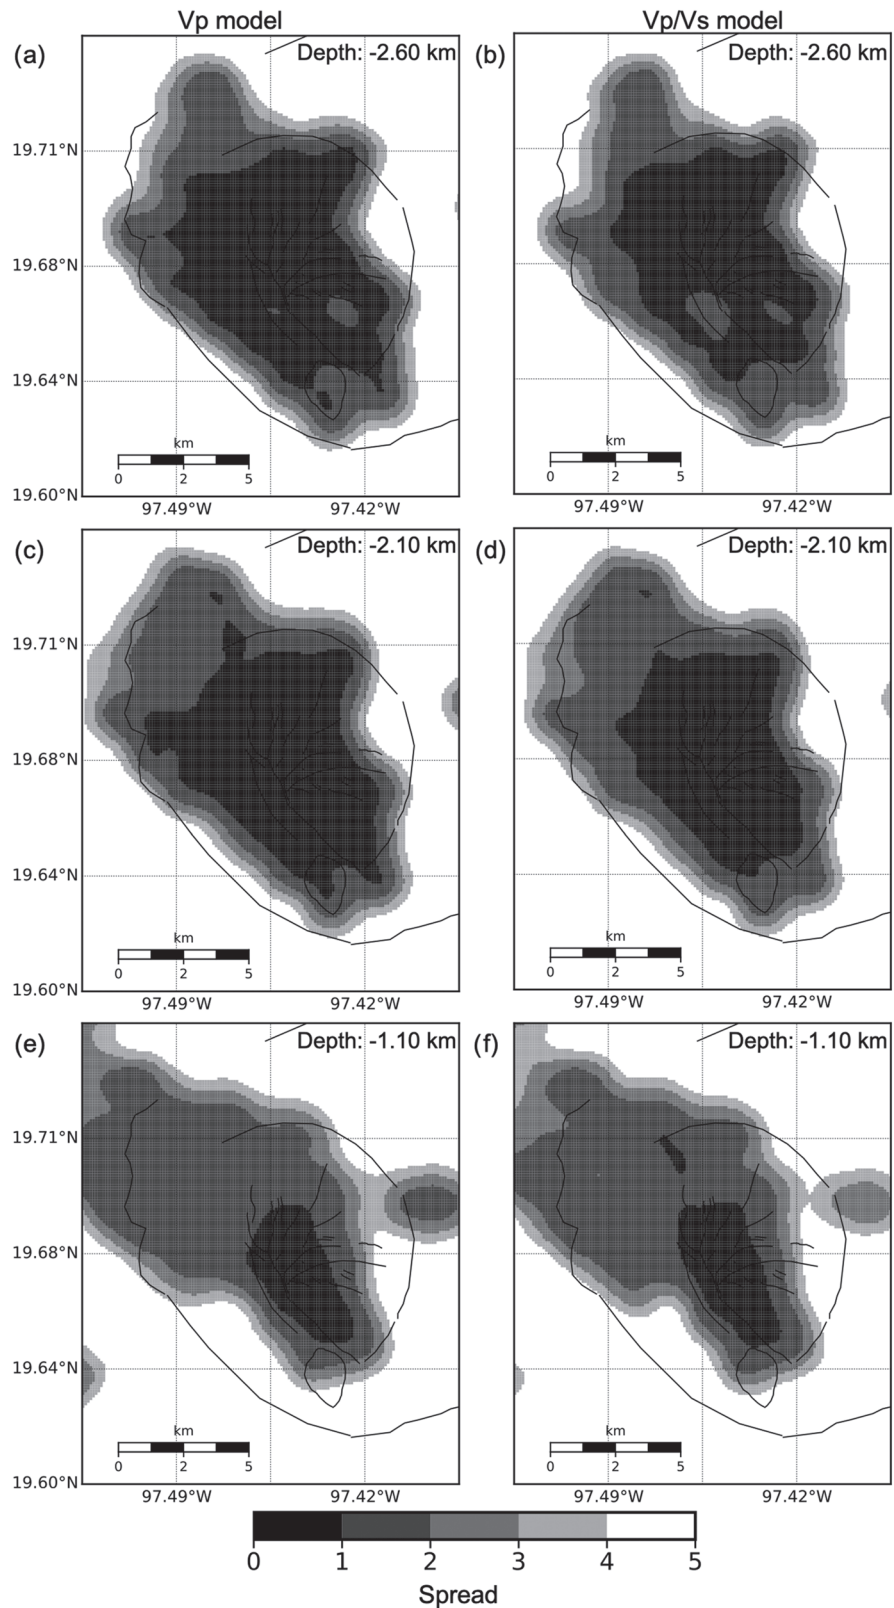 Vp model
Vp/Vs model
(a)
Depth: -2.60 km
(b)
Depth: -2.60 km
19.71°N
19.68°N
19.64°N
19.60°N
km
0 2 5
km
0 2 5
97.49°W 97.42°W
97.49°W 97.42°W
(c)
Depth: -2.10 km
(d)
Depth: -2.10 km
19.71°N
19.68°N
19.64°N
19.60°N
km
0 2 5
km
0 2 5
97.49°W 97.42°W
97.49°W 97.42°W
(e)
Depth: -1.10 km
(f)
Depth: -1.10 km
19.71°N
19.68°N
19.64°N
19.60°N
km
0 2 5
km
0 2 5
97.49°W 97.42°W
97.49°W 97.42°W
0 1 2 3 4 5
Spread